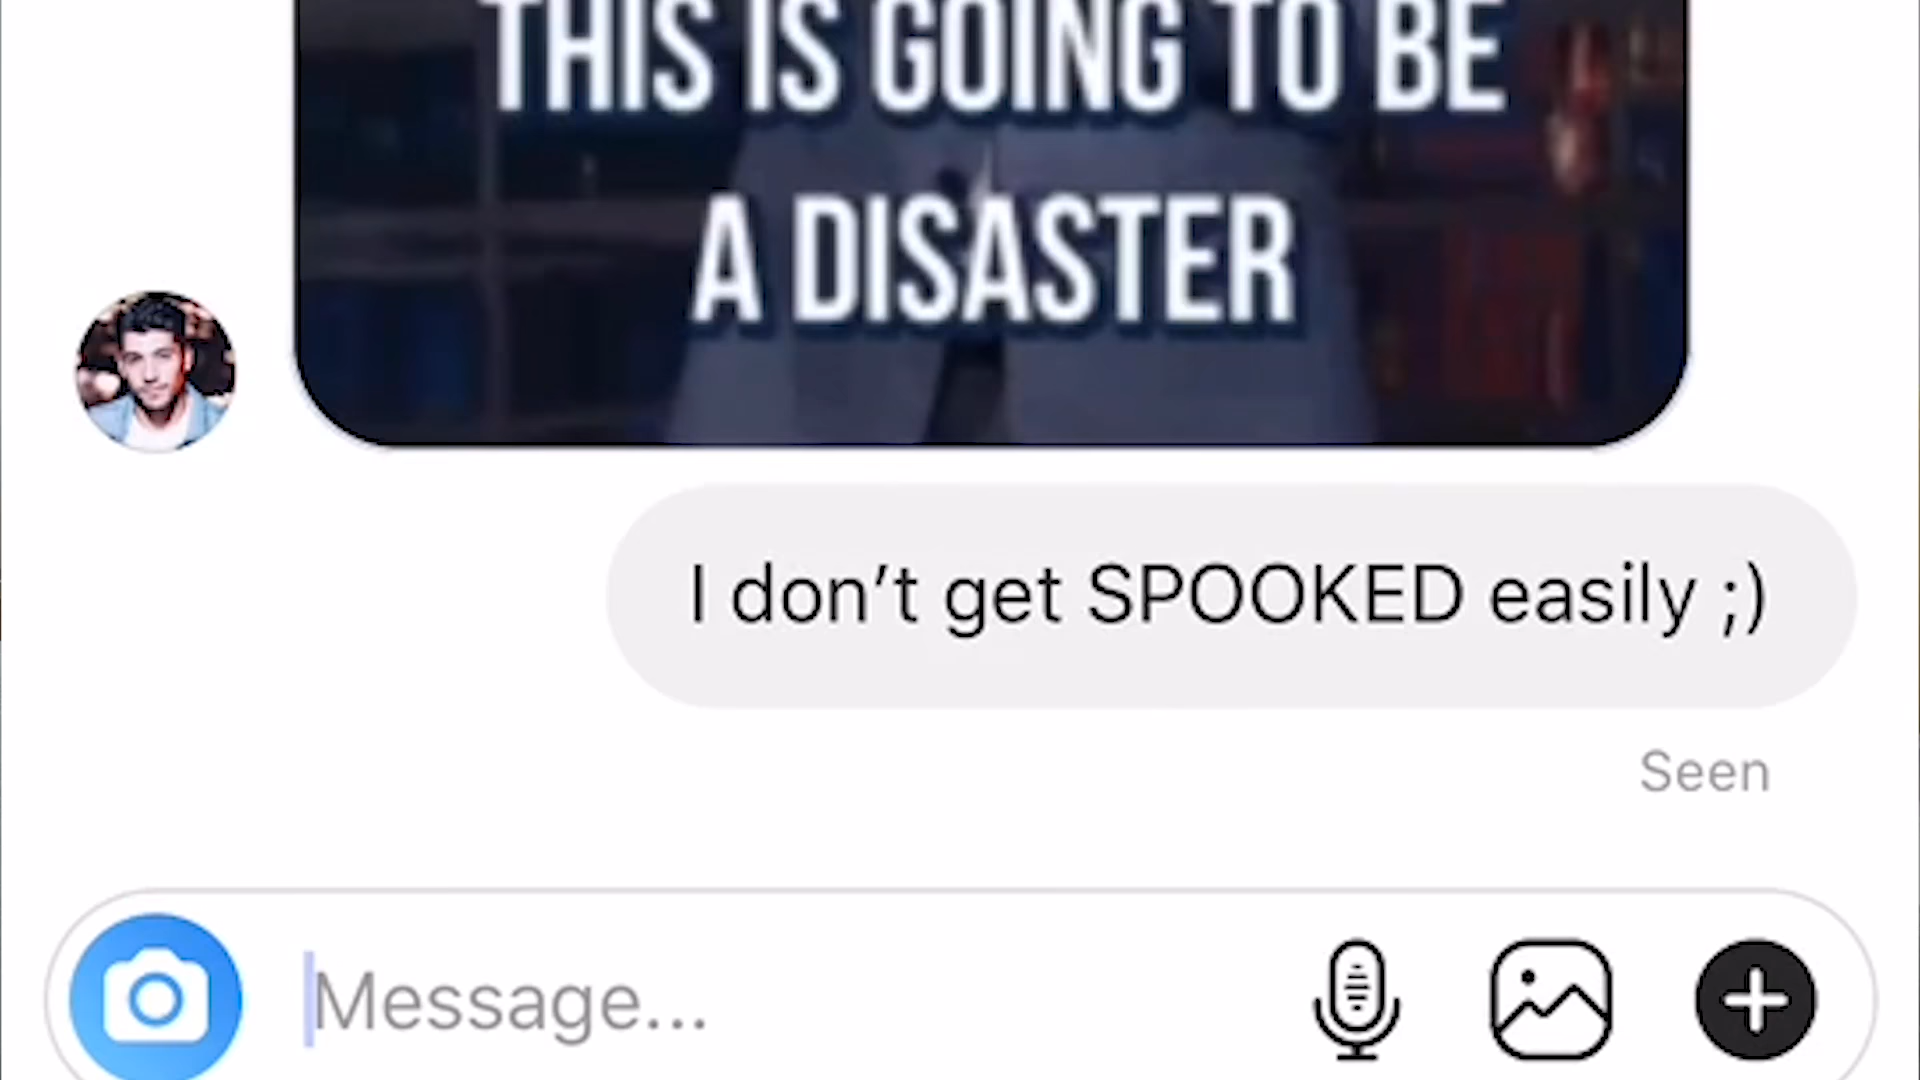 THIS IS GOING TO BE
A DISASTER
I don’t get SPOOKED easily ;)
Seen
Message...